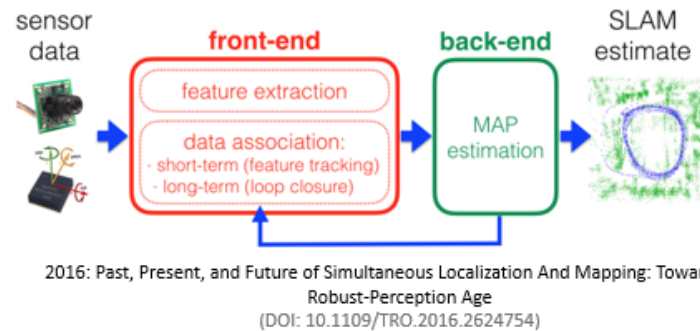 sensor
data
front-end
feature extraction
data association:
- short-term (feature tracking)
- long-term (loop closure)
back-end
MAP
estimation
SLAM
estimate
2016: Past, Present, and Future of Simultaneous Localization And Mapping: Towar
Robust-Perception Age
(DOI: 10.1109/TRO.2016.2624754)